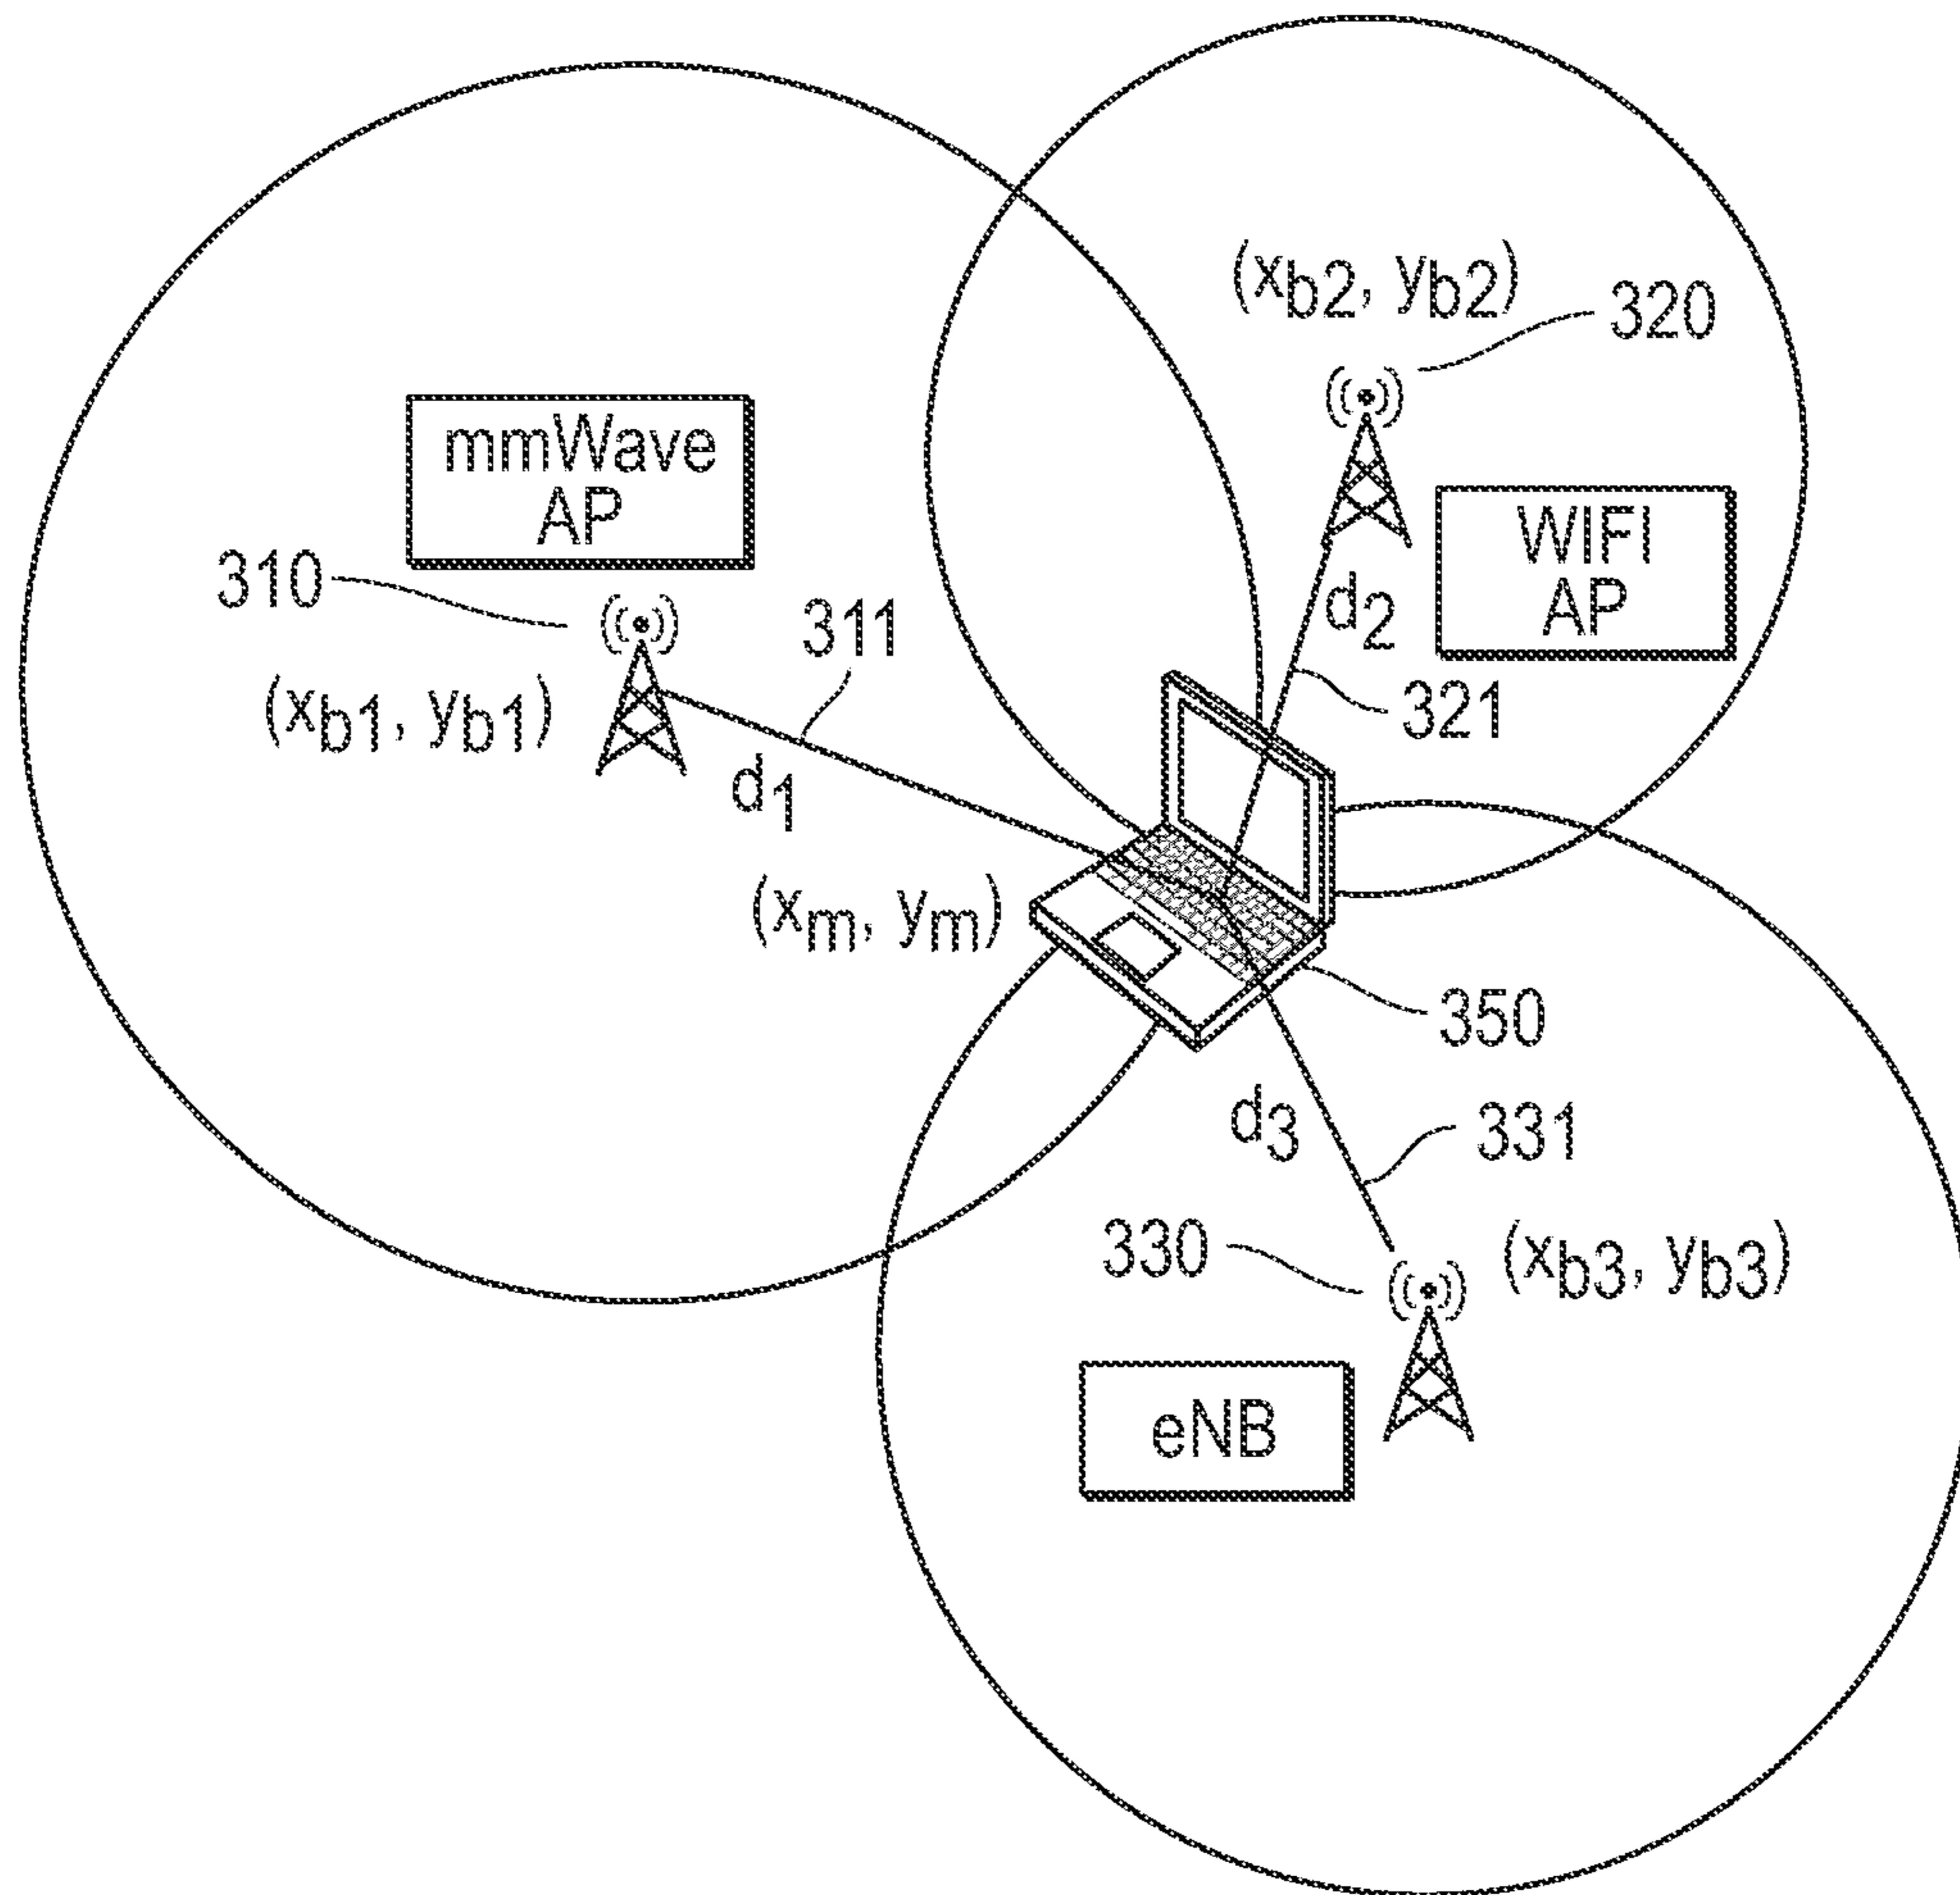 (xb2, yb2)
320
mmWave
AP
WIFI
AP
310
311
d2
(xb1, yb1)
321
d1
(xm, ym)
350
d3
331
330
(xb3, yb3)
eNB